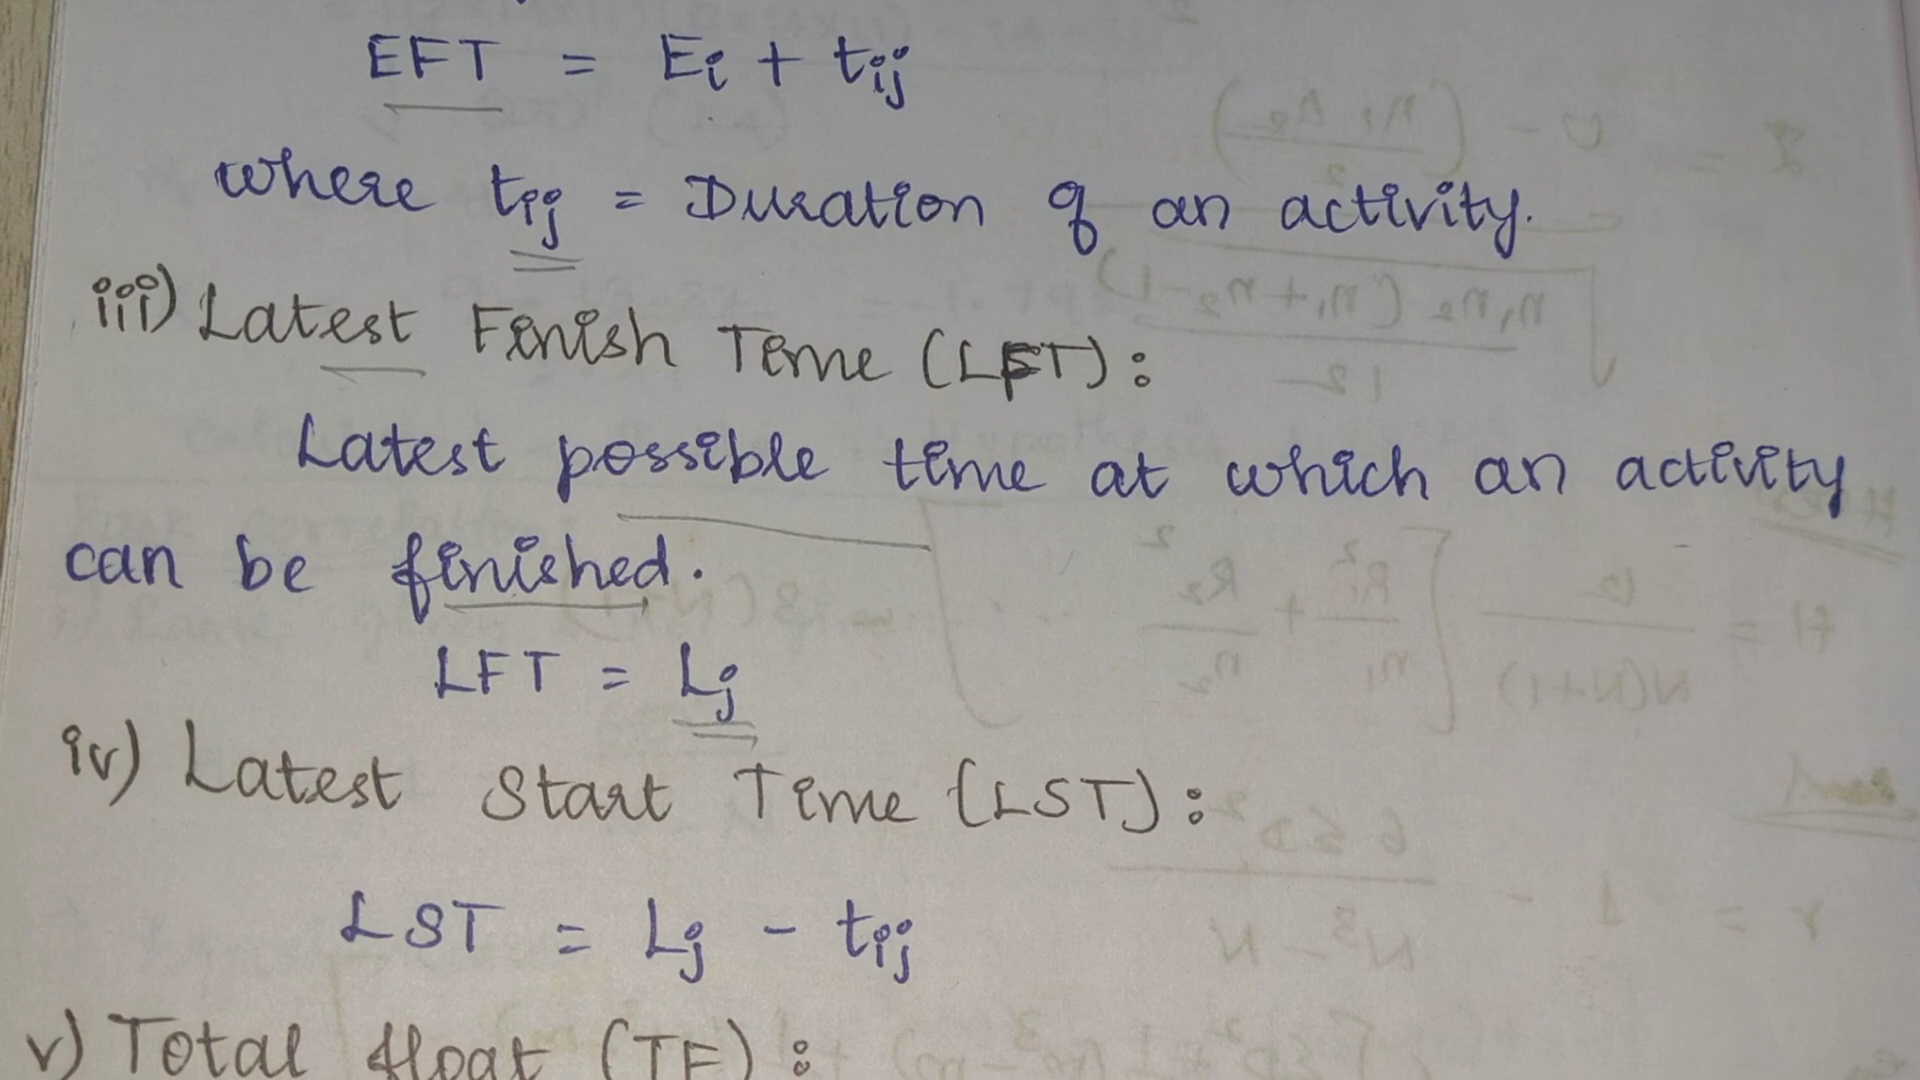 EFT = Ei + tij
where tij = Duration of an activity.
iii) Latest Finish Time (LFT):
Latest possible time at which an activity
can be finished.
LFT = Lj
iv) Latest Start Time (LST):
LST = Lj - tij
v) Total float (TF):